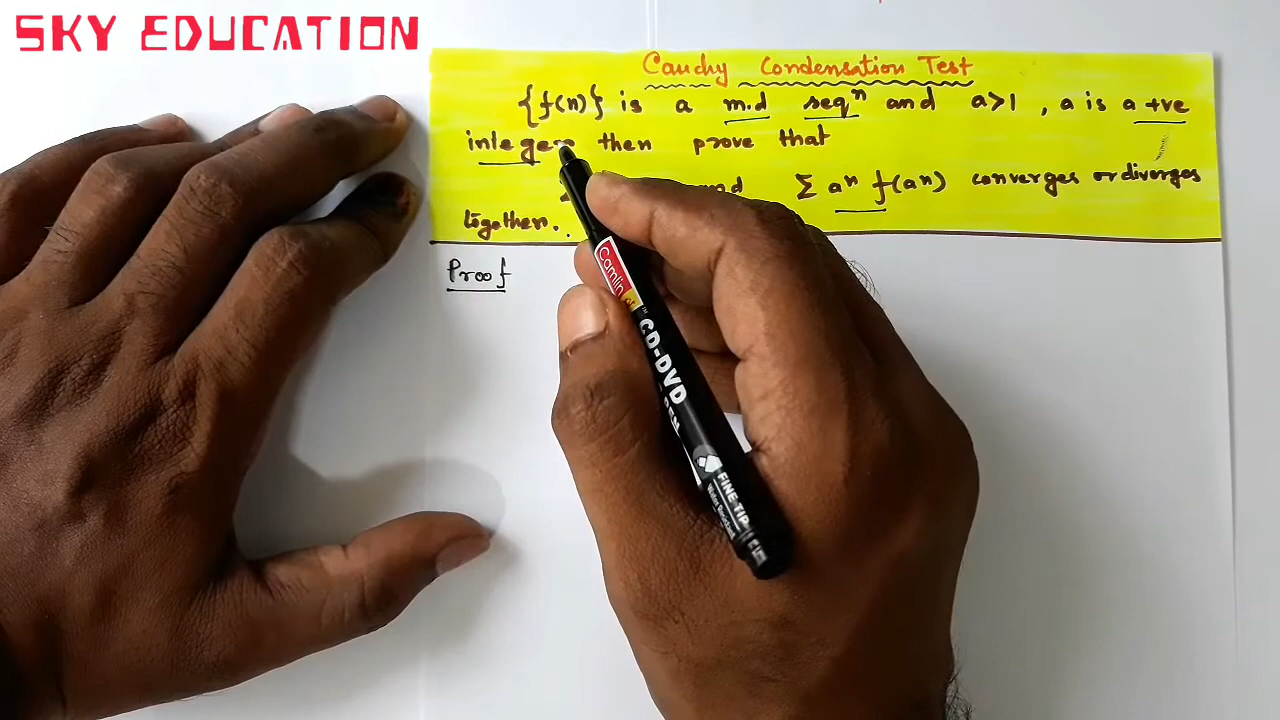 SKY EDUCATION
Cauchy Condensation Test
{f(n)} is a m.d seqⁿ and a>1, a is a +ve
integer then prove that
Σ aⁿ f(aⁿ) converges or diverges
together.
Proof
Camlin
CD-DVD
FINE TIP